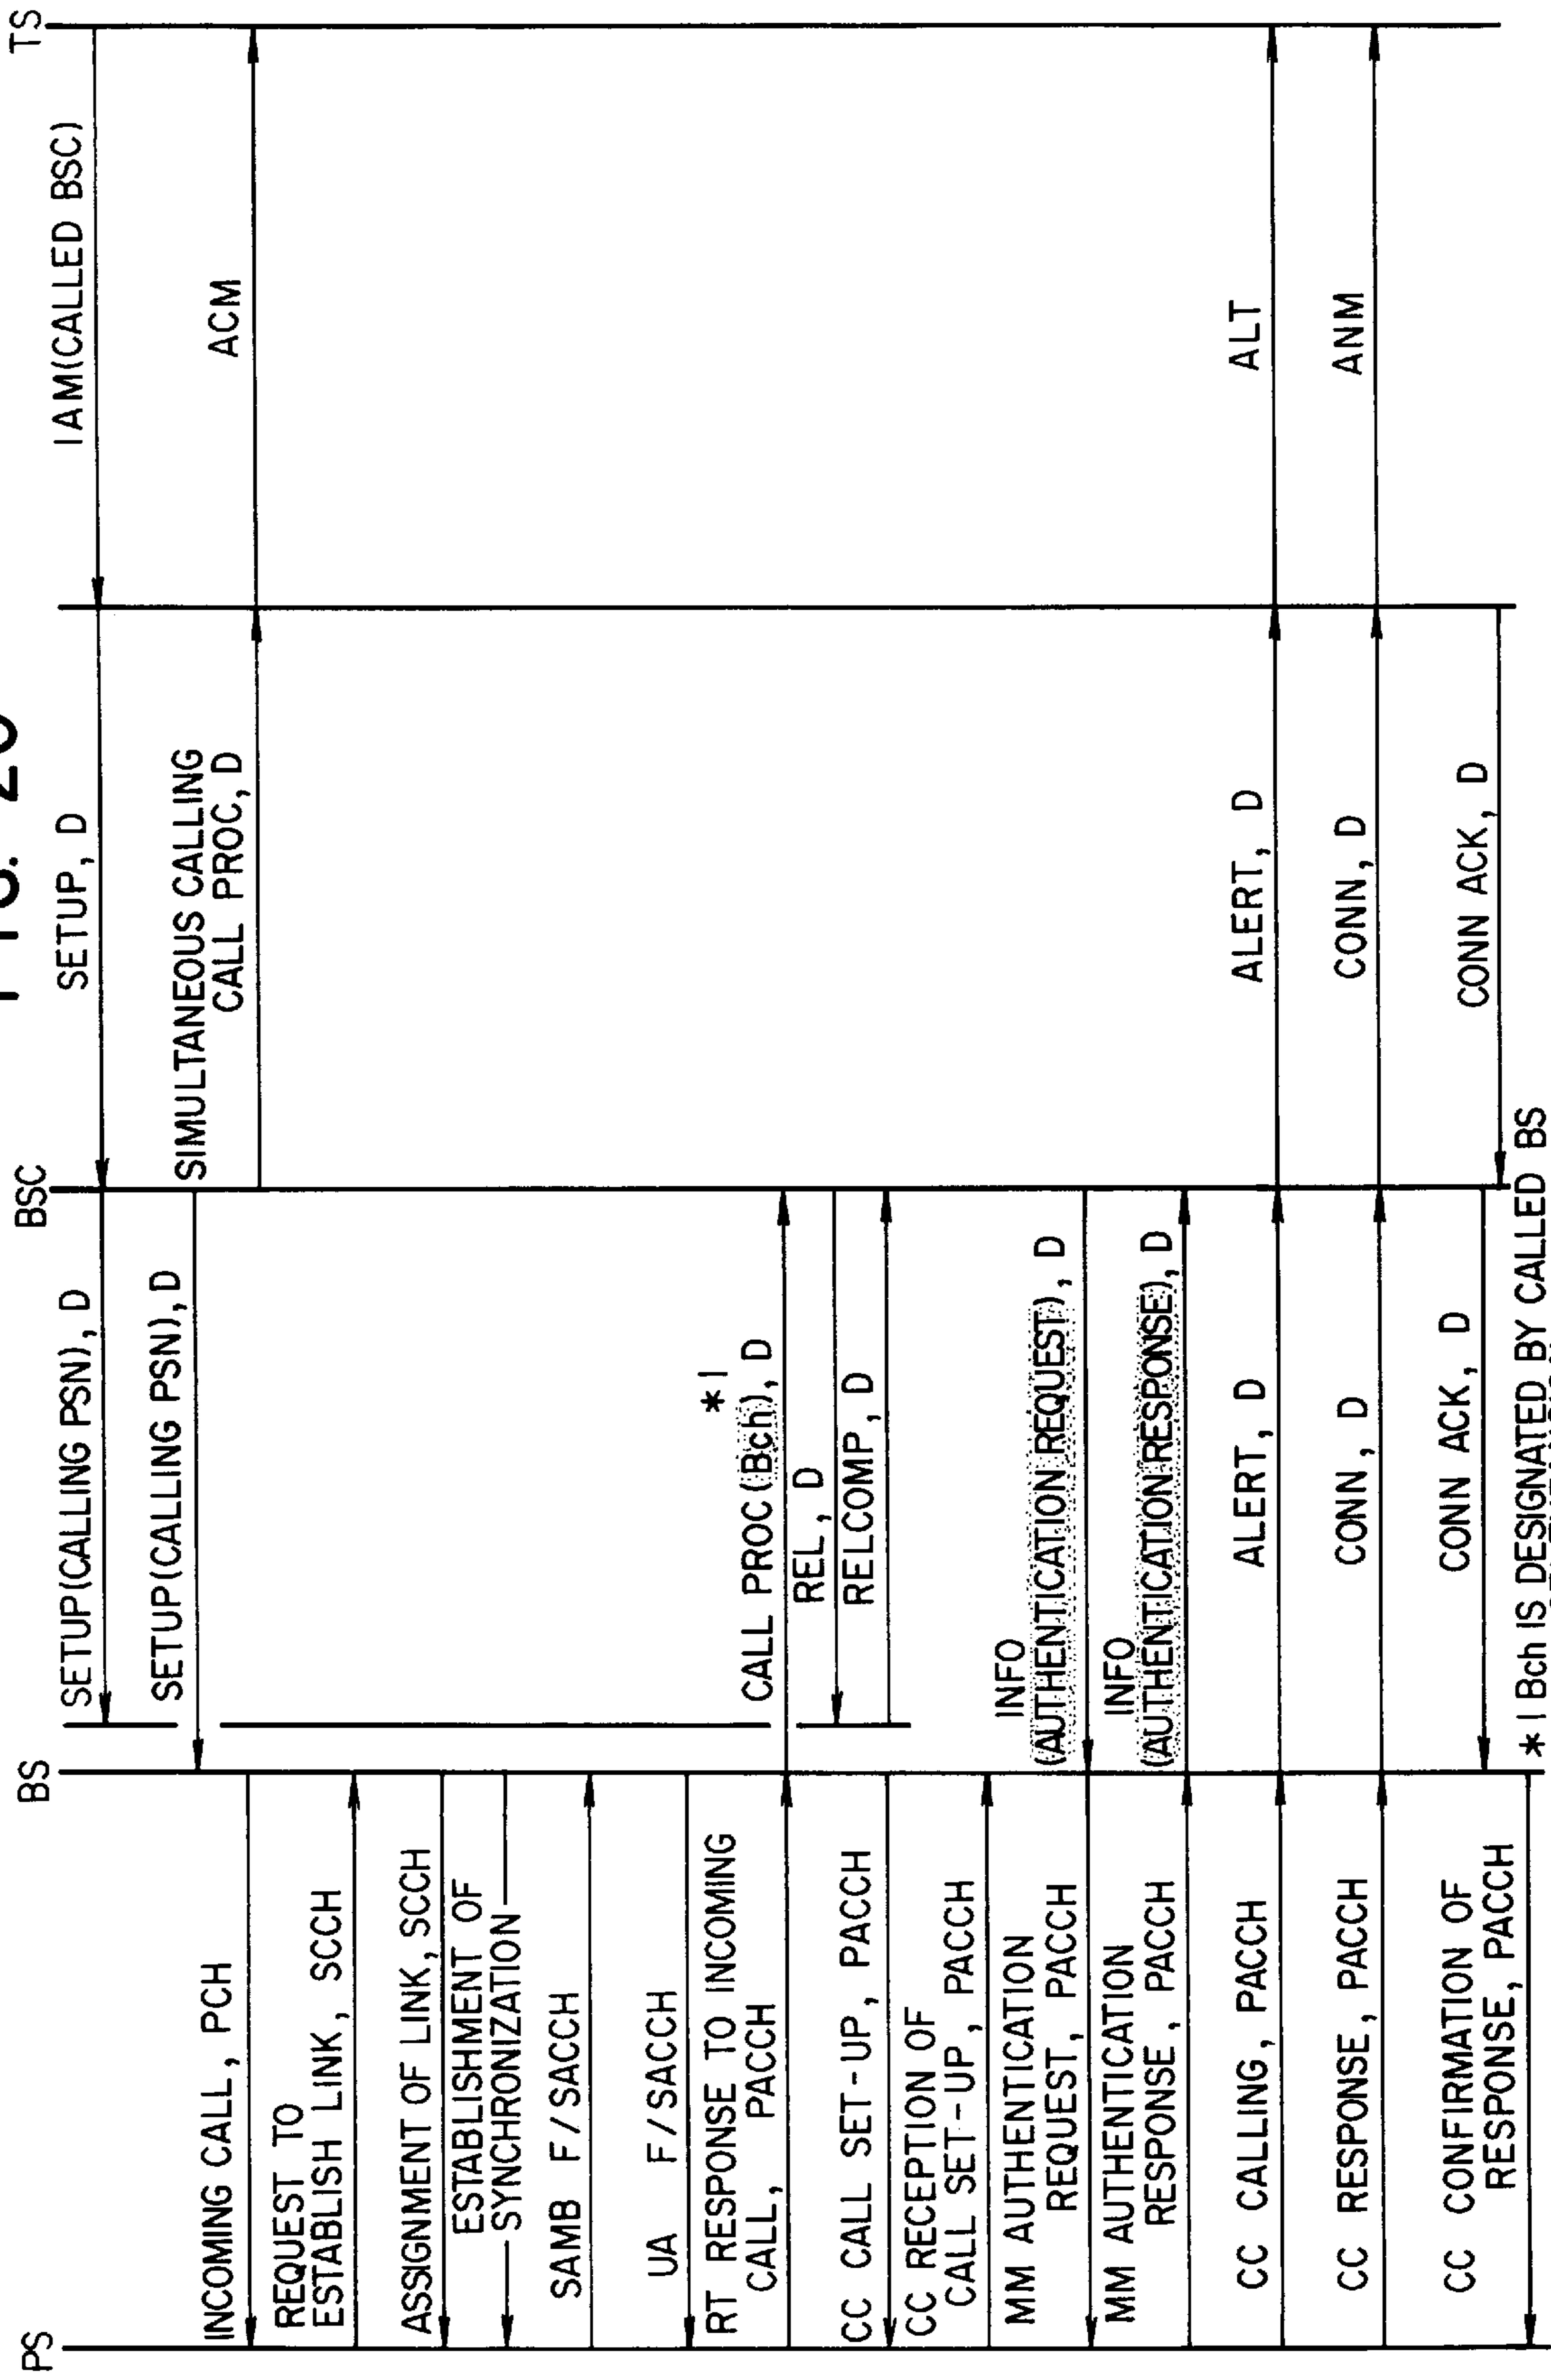 PS
BS
BSC
TS
SETUP(CALLING PSN), D
SETUP, D
IAM(CALLED BSC)
SETUP(CALLING PSN), D
SIMULTANEOUS CALLING
CALL PROC, D
ACM
INCOMING CALL, PCH
REQUEST TO
ESTABLISH LINK, SCCH
ASSIGNMENT OF LINK, SCCH
ESTABLISHMENT OF
SYNCHRONIZATION
SAMB F/SACCH
UA F/SACCH
RT RESPONSE TO INCOMING
CALL, PACCH
*1
CALL PROC(Bch), D
REL, D
RELCOMP, D
CC CALL SET-UP, PACCH
CC RECEPTION OF
CALL SET-UP, PACCH
MM AUTHENTICATION
REQUEST, PACCH
INFO
(AUTHENTICATION REQUEST), D
MM AUTHENTICATION
RESPONSE, PACCH
INFO
(AUTHENTICATION RESPONSE), D
CC CALLING, PACCH
ALERT, D
ALERT, D
ALT
CC RESPONSE, PACCH
CONN, D
CONN, D
ANM
CC CONFIRMATION OF
RESPONSE, PACCH
CONN ACK, D
CONN ACK, D
*1 Bch IS DESIGNATED BY CALLED BS